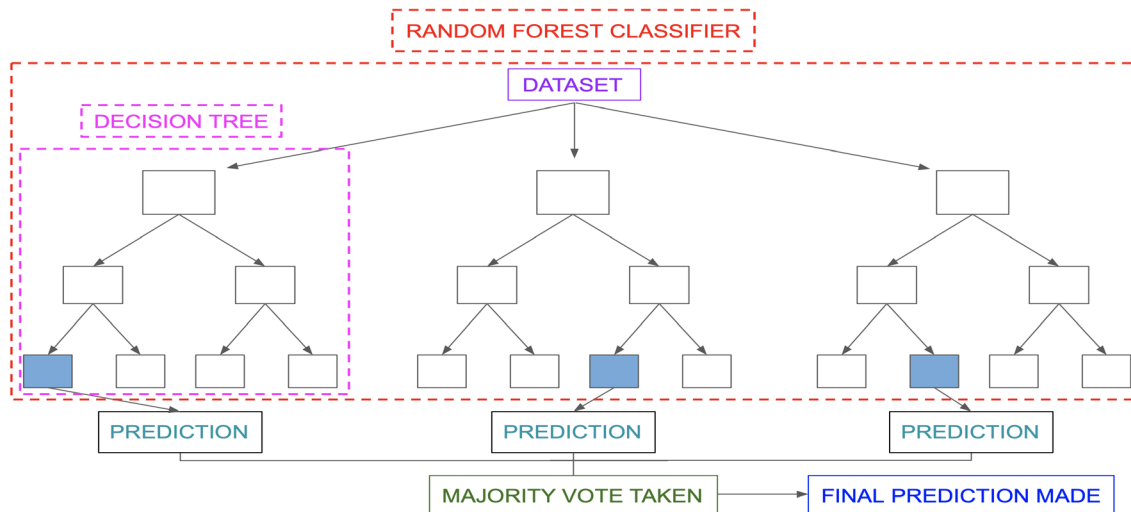 RANDOM FOREST CLASSIFIER
DATASET
DECISION TREE
PREDICTION
PREDICTION
PREDICTION
MAJORITY VOTE TAKEN
FINAL PREDICTION MADE